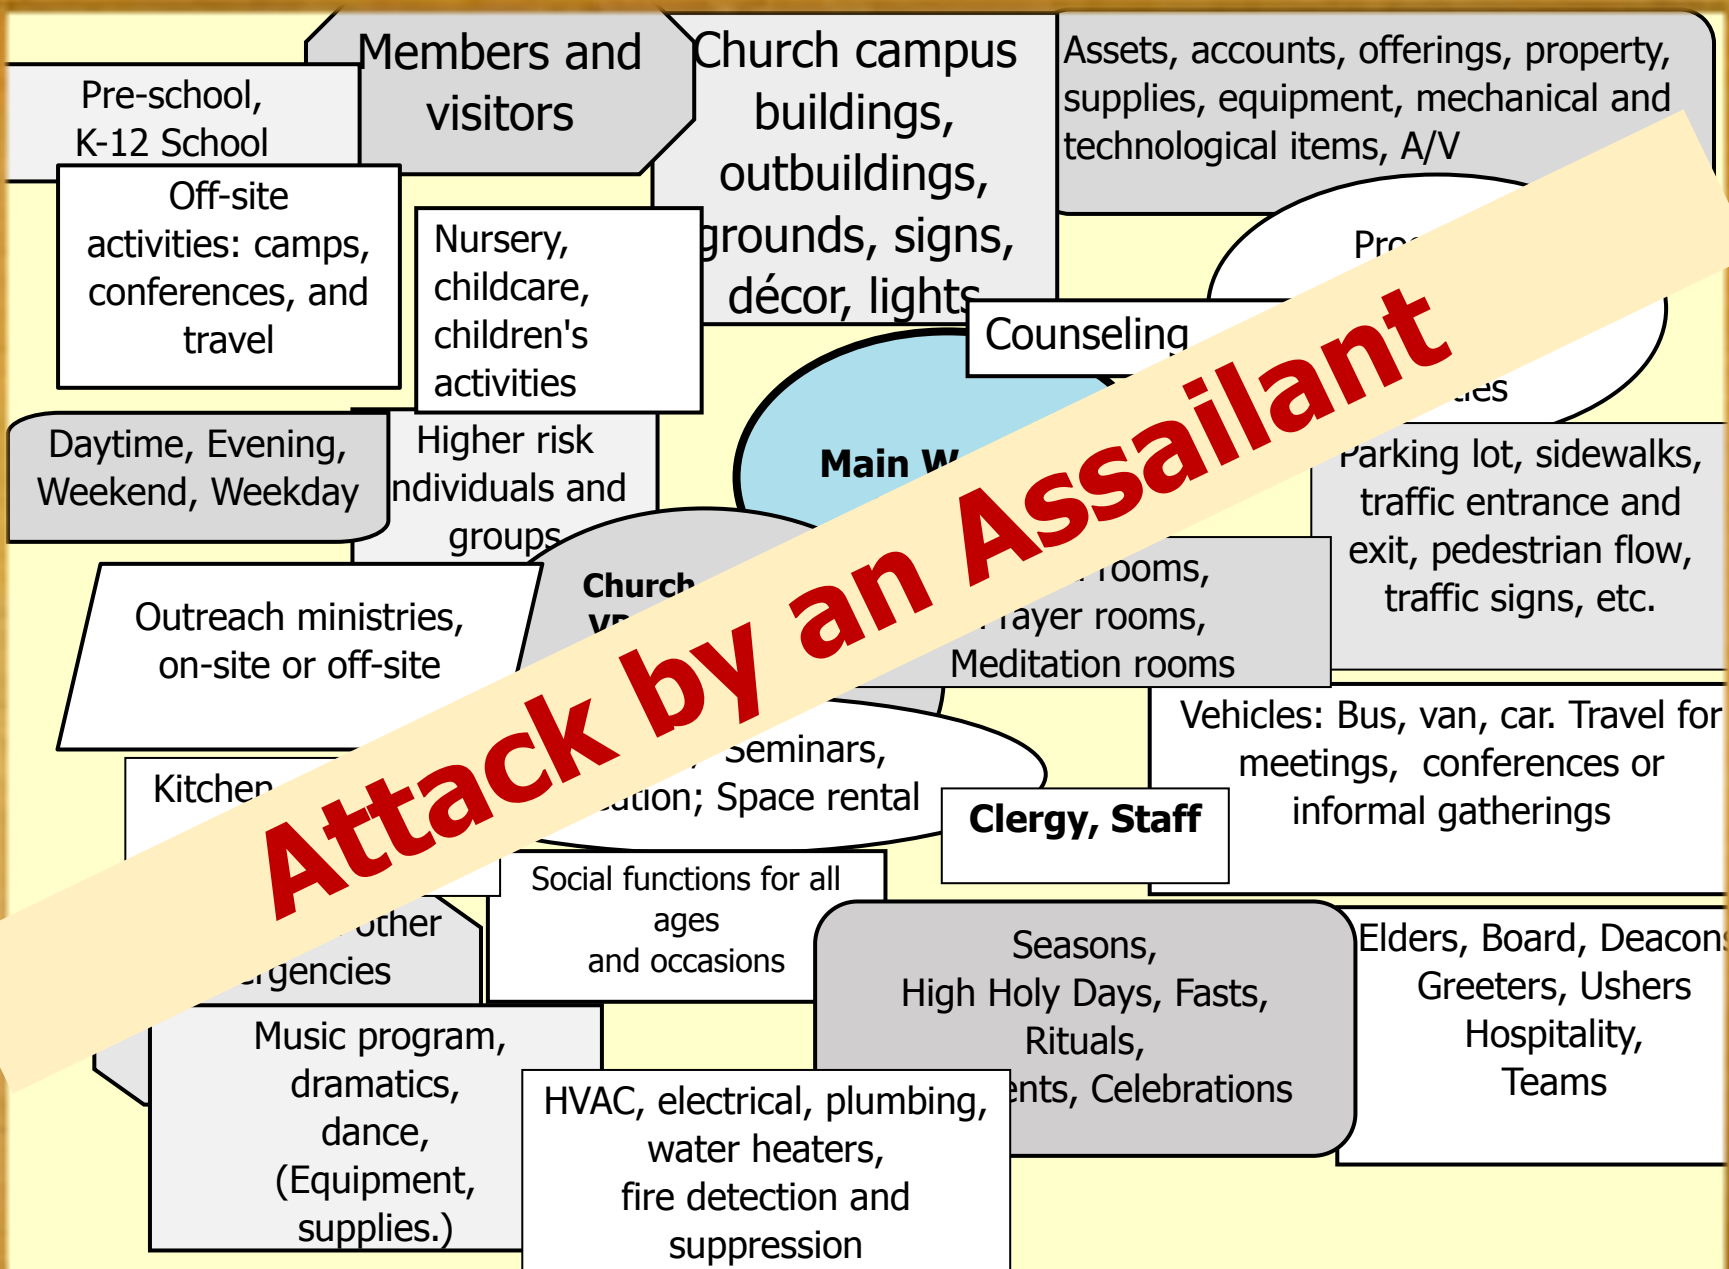 Members and
visitors
Church campus
buildings,
outbuildings,
grounds, signs,
décor, lights
Assets, accounts, offerings, property,
supplies, equipment, mechanical and
technological items, A/V
Pre-school,
K-12 School
Off-site
activities: camps,
conferences, and
travel
Nursery,
childcare,
children's
activities
Counseling
Daytime, Evening,
Weekend, Weekday
Higher risk
and
groups
Main
Parking lot, sidewalks,
traffic entrance and
exit, pedestrian flow,
traffic signs, etc.
Church
Outreach ministries,
on-site or off-site
rooms,
rooms,
Meditation rooms
Attack by an Assailant
Vehicles: Bus, van, car. Travel for
meetings, conferences or
informal gatherings
Kitchen
Seminars,
Space rental
Clergy, Staff
Social functions for all
ages
and occasions
other
Seasons,
High Holy Days, Fasts,
Rituals,
Celebrations
Elders, Board, Deacons
Greeters, Ushers
Hospitality,
Teams
Music program,
dramatics,
dance,
(Equipment,
supplies.)
HVAC, electrical, plumbing,
water heaters,
fire detection and
suppression